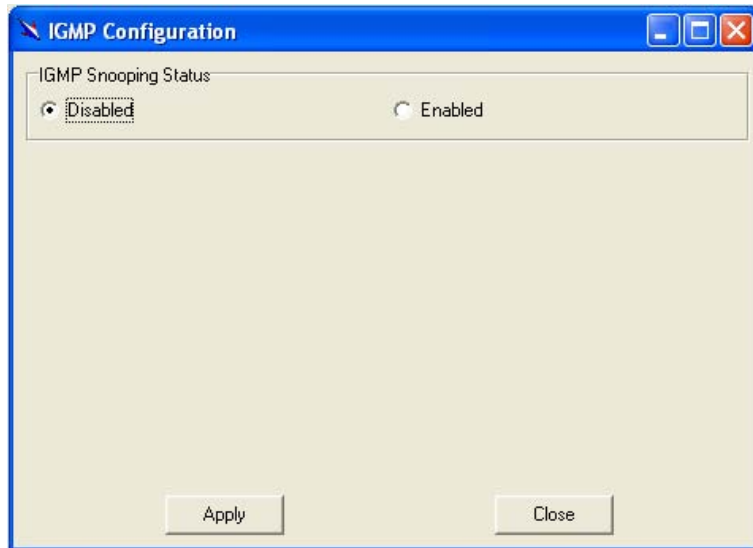 IGMP Configuration
IGMP Snooping Status
Disabled Enabled
Apply Close